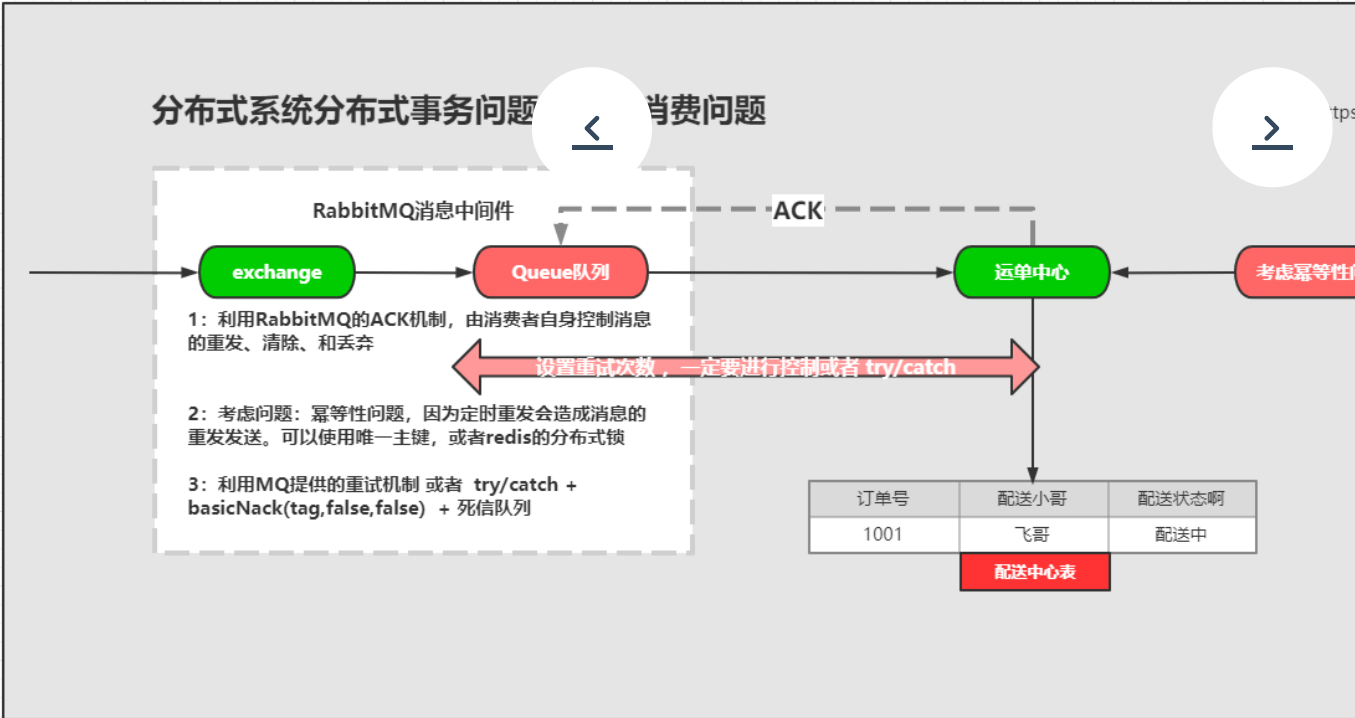 分布式系统分布式事务问题 消费问题
RabbitMQ消息中间件
ACK
exchange
Queue队列
运单中心
考虑幂等性
1：利用RabbitMQ的ACK机制，由消费者自身控制消息
的重发、清除、和丢弃
设置重试次数，一定要进行控制或者 try/catch
2：考虑问题：幂等性问题，因为定时重发会造成消息的
重发发送。可以使用唯一主键，或者redis的分布式锁
3：利用MQ提供的重试机制 或者 try/catch +
basicNack(tag,false,false) + 死信队列
订单号 配送小哥 配送状态啊
1001 飞哥 配送中
配送中心表